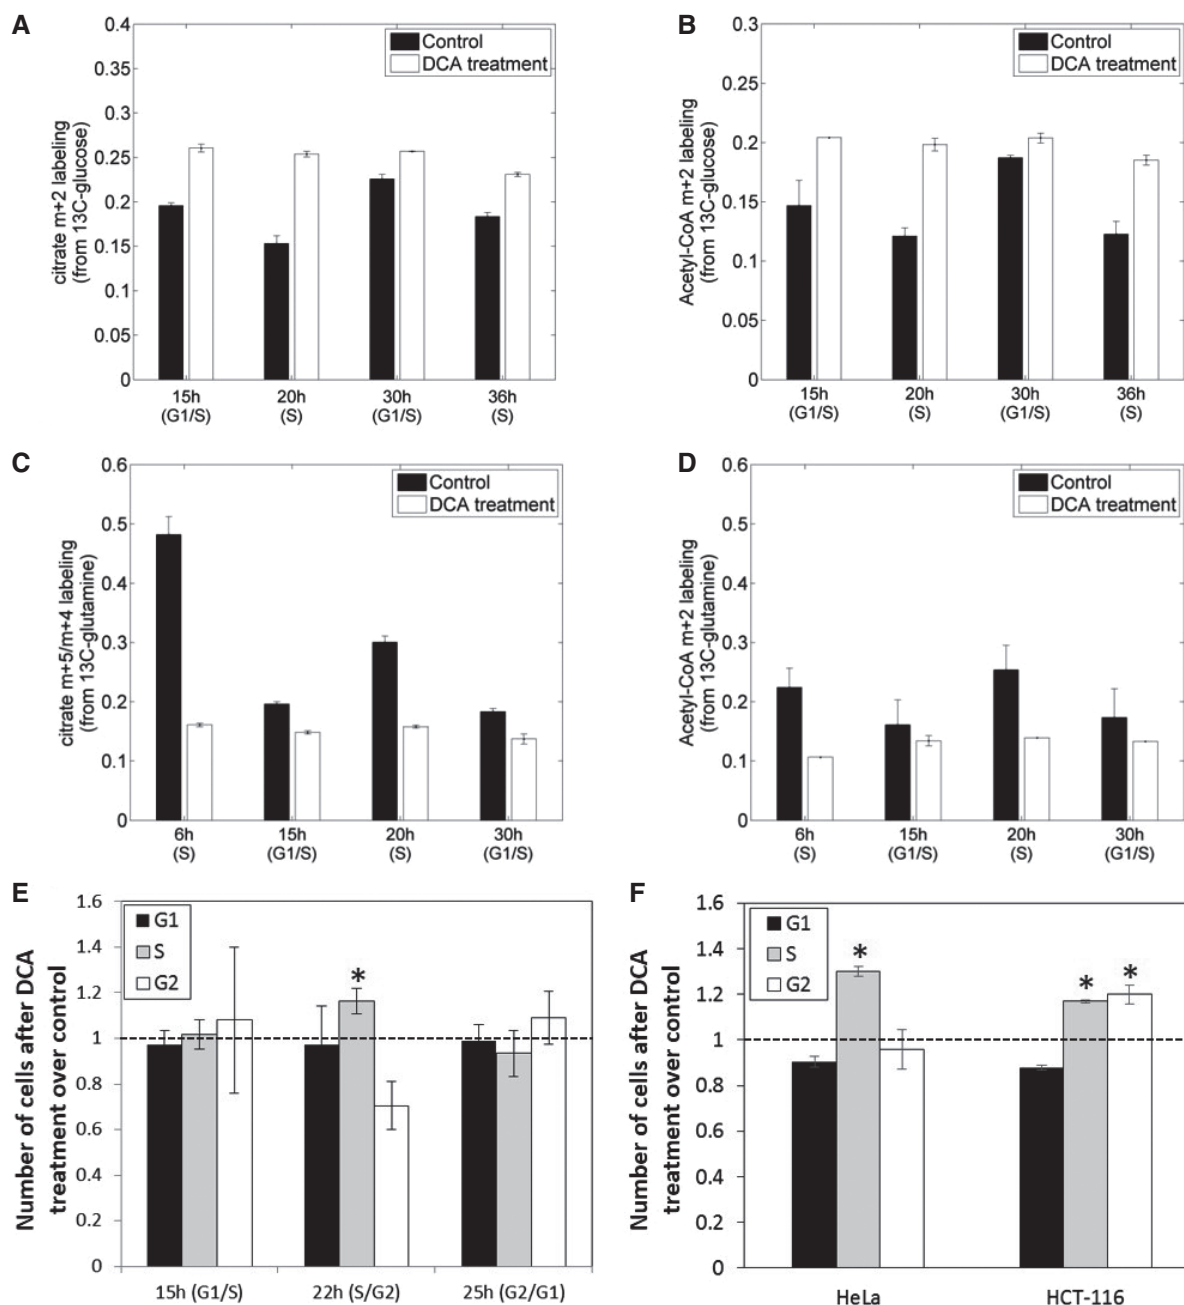 A
citrate m+2 labeling
(from 13C-glucose)
0.4
0.35
0.3
0.25
0.2
0.15
0.1
0.05
0
Control
DCA treatment
15h
(G1/S)
20h
(S)
30h
(G1/S)
36h
(S)
B
Acetyl-CoA m+2 labeling
(from 13C-glucose)
0.3
0.25
0.2
0.15
0.1
0.05
0
Control
DCA treatment
15h
(G1/S)
20h
(S)
30h
(G1/S)
36h
(S)
C
citrate m+5/m+4 labeling
(from 13C-glutamine)
0.6
0.5
0.4
0.3
0.2
0.1
0
Control
DCA treatment
6h
(S)
15h
(G1/S)
20h
(S)
30h
(G1/S)
D
Acetyl-CoA m+2 labeling
(from 13C-glutamine)
0.6
0.5
0.4
0.3
0.2
0.1
0
Control
DCA treatment
6h
(S)
15h
(G1/S)
20h
(S)
30h
(G1/S)
E
Number of cells after DCA
treatment over control
1.6
1.4
1.2
1
0.8
0.6
0.4
0.2
0
G1
S
G2
*
15h (G1/S)
22h (S/G2)
25h (G2/G1)
F
Number of cells after DCA
treatment over control
1.6
1.4
1.2
1
0.8
0.6
0.4
0.2
0
G1
S
G2
*
*
*
HeLa
HCT-116